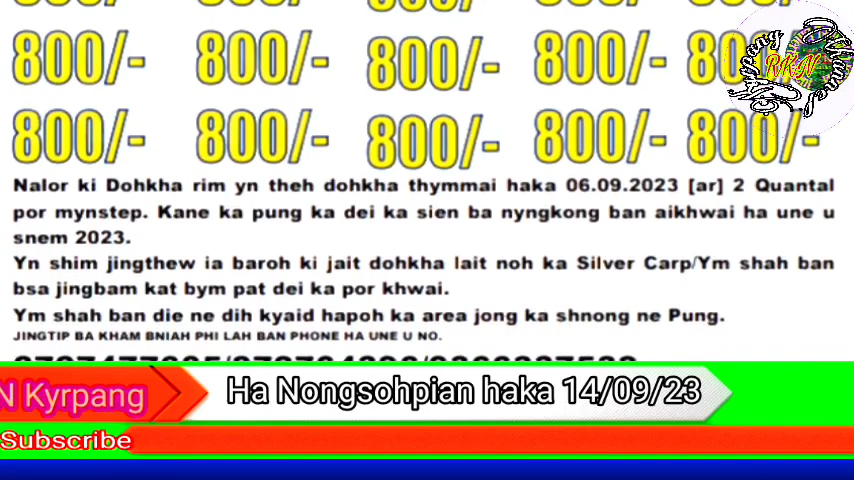 800/- 800/- 800/- 800/- 800/-
800/- 800/- 800/- 800/- 800/-
Nalor ki Dohkha rim yn theh dohkha thymmai haka 06.09.2023 [ar] 2 Quantal
por mynstep. Kane ka pung ka dei ka sien ba nyngkong ban aikhwai ha une u
snem 2023.
Yn shim jingthew ia baroh ki jait dohkha lait noh ka Silver Carp/Ym shah ban
bsa jingbam kat bym pat dei ka por khwai.
Ym shah ban die ne dih kyaid hapoh ka area jong ka shnong ne Pung.
JINGTIP BA KHAM BNIAH PHI LAH BAN PHONE HA UNE U NO.
N Kyrpang
Ha Nongsohpian haka 14/09/23
Subscribe
RKN